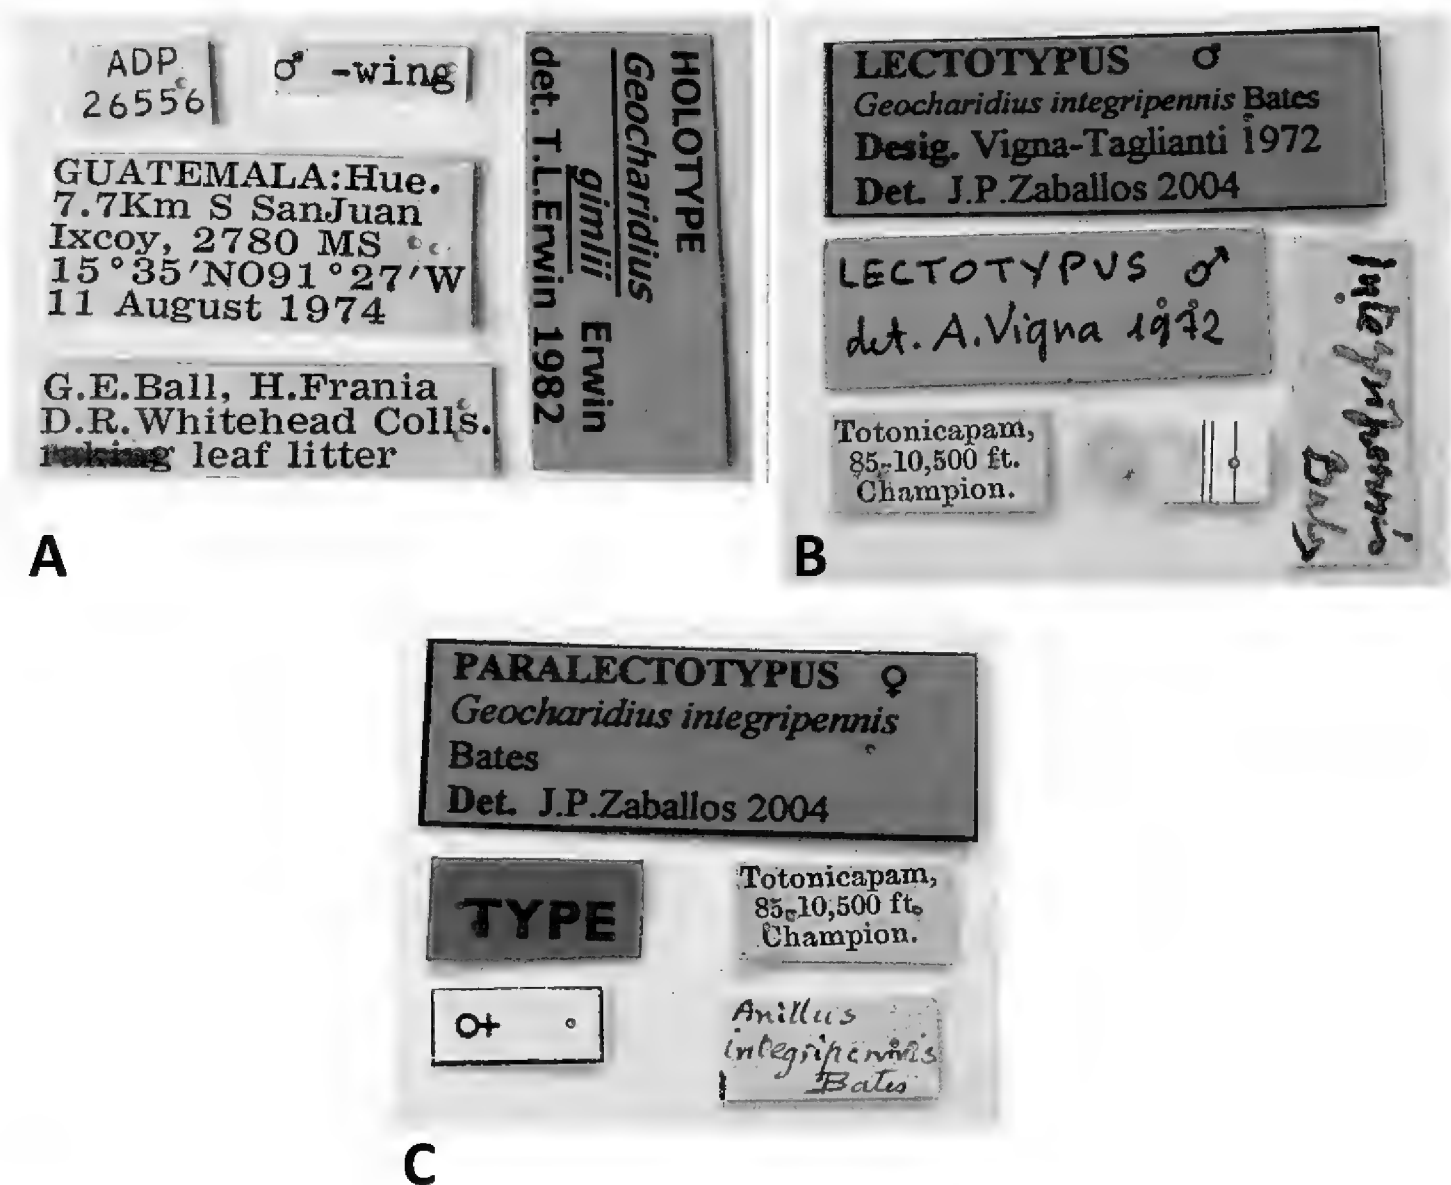 ADP
26556
♂ -wing
GUATEMALA:Hue.
7.7Km S SanJuan
Ixcoy, 2780 MS
15°35′N091°27′W
11 August 1974
G.E.Ball, H.Frania
D.R.Whitehead Colls.
leaf litter
HOLOTYPE
Geocharidius
gimlii Erwin
det. T.L.Erwin 1982
A
LECTOTYPUS ♂
Geocharidius integripennis Bates
Desig. Vigna-Taglianti 1972
Det. J.P.Zaballos 2004
LECTOTYPUS ♂
det. A.Vigna 1972
Totonicapam,
85-10,500 ft.
Champion.
Integripennis
Bates
B
PARALECTOTYPUS ♀
Geocharidius integripennis
Bates
Det. J.P.Zaballos 2004
TYPE
Totonicapam,
85-10,500 ft.
Champion.
♀
Anillus
integripennis
Bates
C